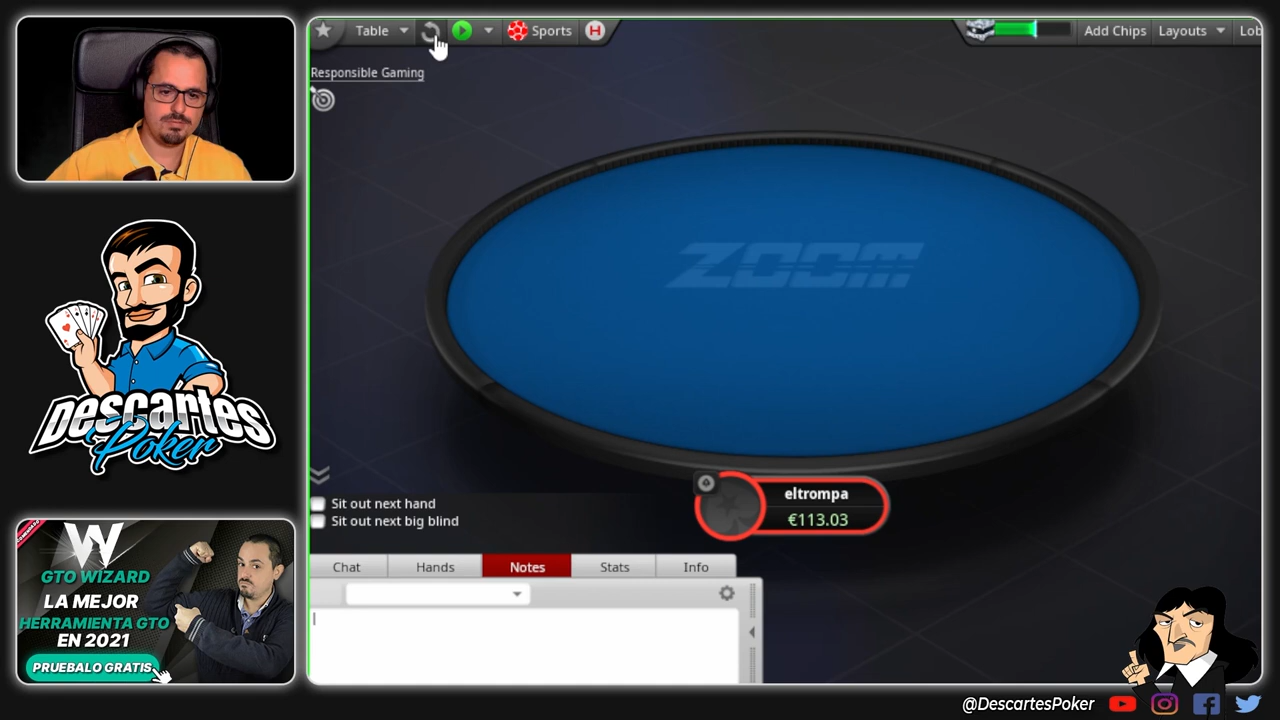 Table
Sports
H
Add Chips
Layouts
Lob
Responsible Gaming
ZOOM
Descartes
Poker
Sit out next hand
Sit out next big blind
eltrompa
€113.03
Chat
Hands
Notes
Stats
Info
W
GTO WIZARD
LA MEJOR
HERRAMIENTA GTO
EN 2021
PRUEBALO GRATIS
@DescartesPoker